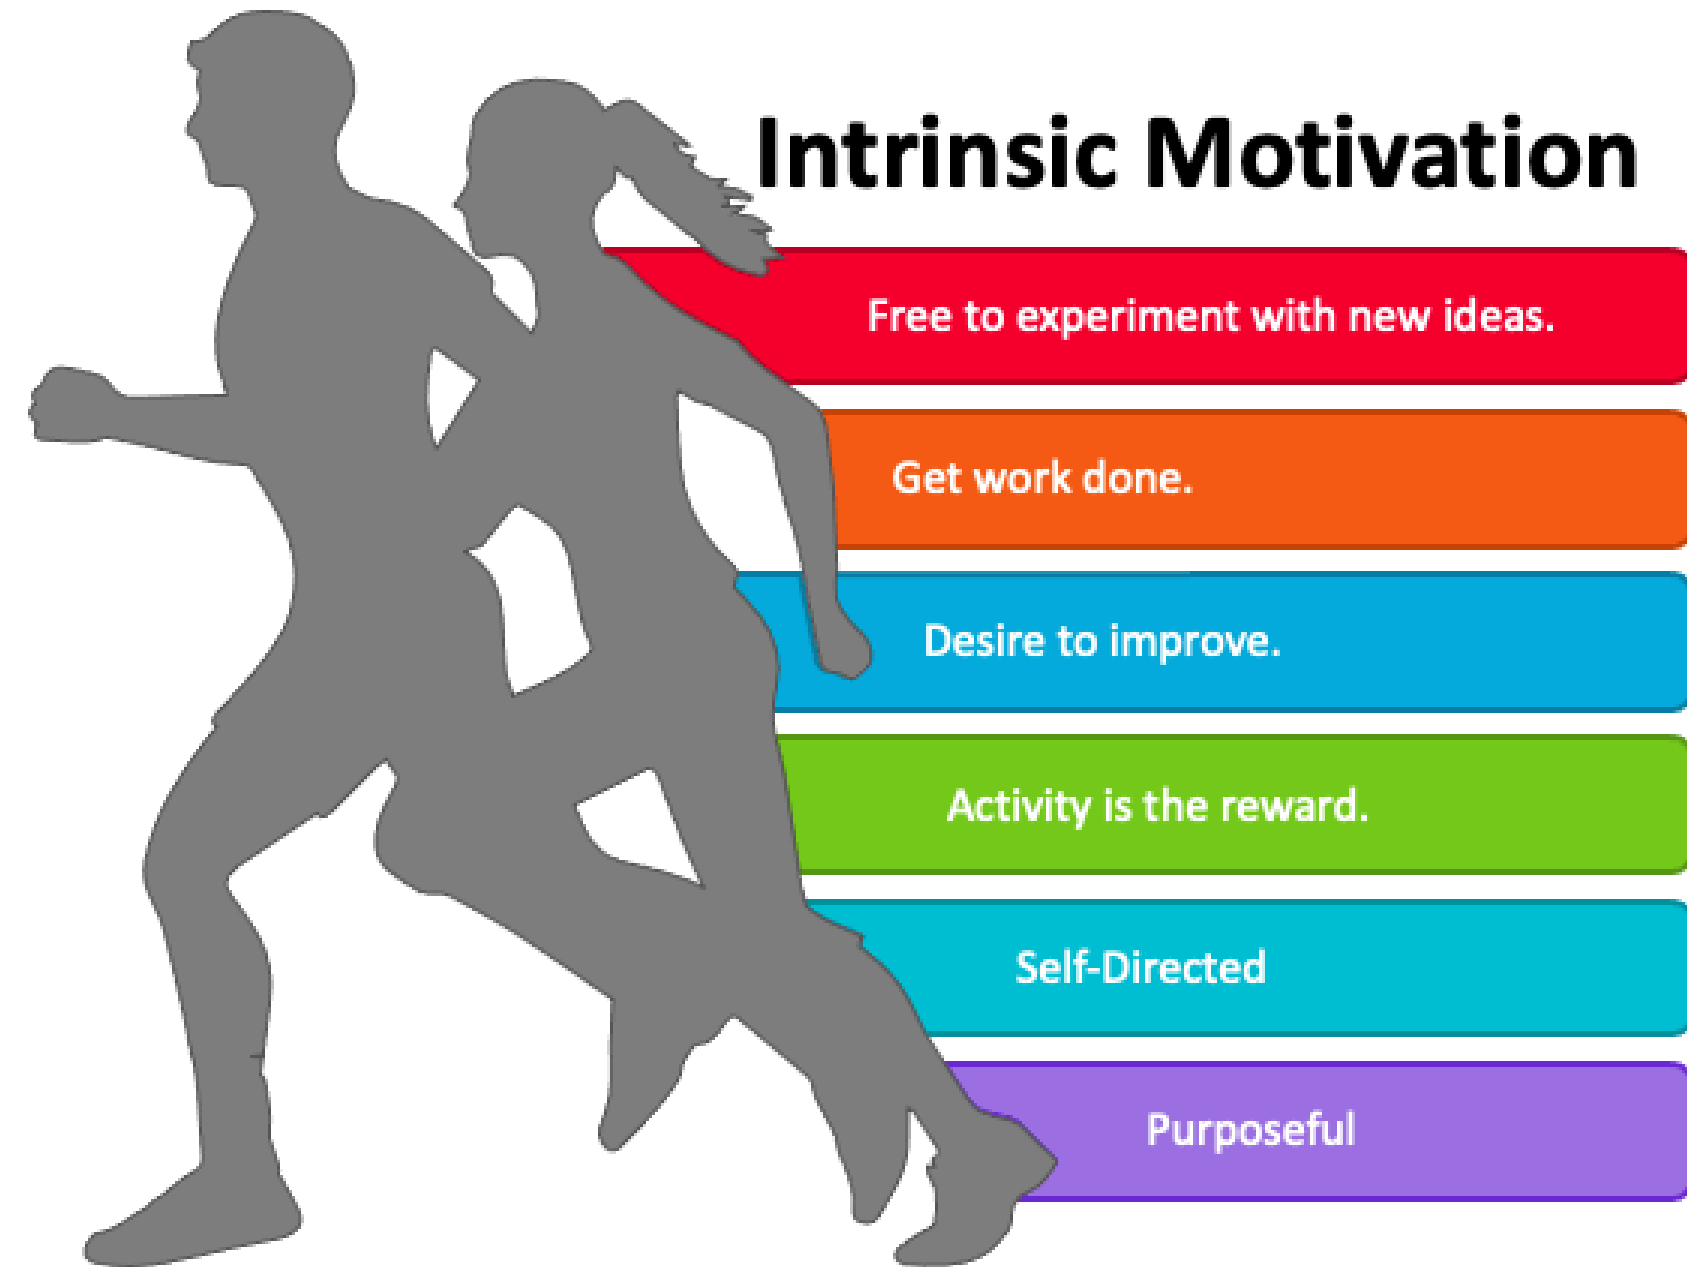 Intrinsic Motivation
Free to experiment with new ideas.
Get work done.
Desire to improve.
Activity is the reward.
Self-Directed
Purposeful